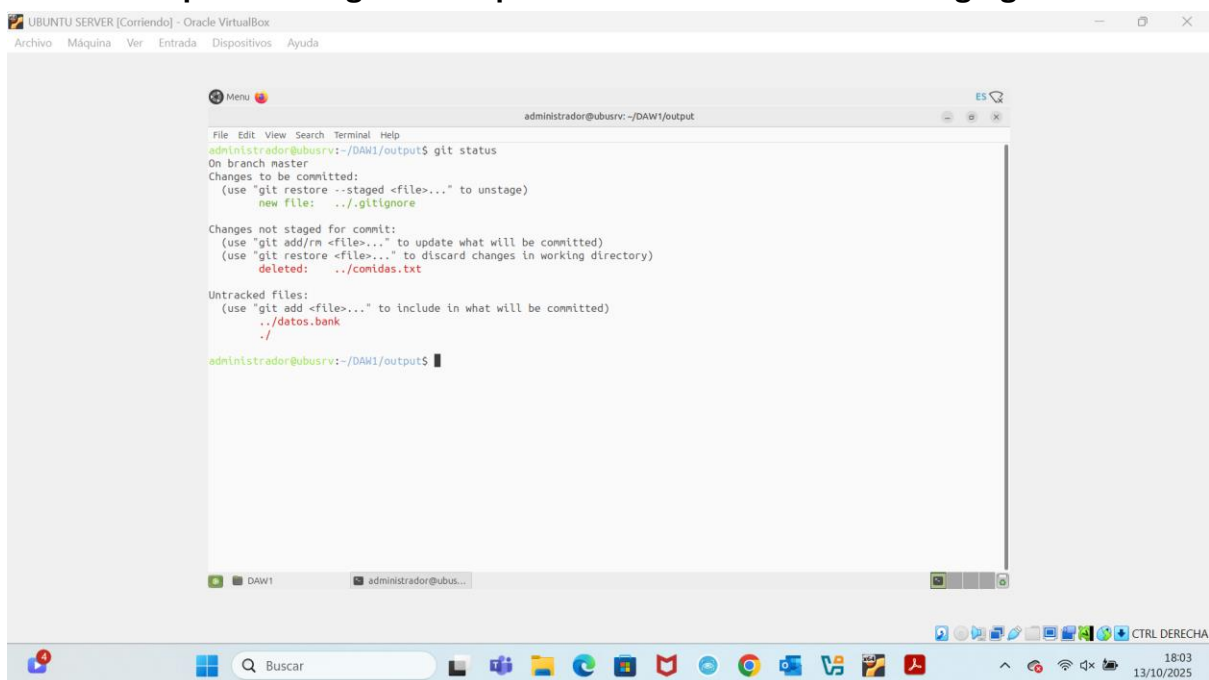 UBUNTU SERVER [Corriendo] - Oracle VirtualBox
Archivo Máquina Ver Entrada Dispositivos Ayuda
Menu ES
administrador@ubusrv: ~/DAW1/output
File Edit View Search Terminal Help
administrador@ubusrv:~/DAW1/output$ git status
On branch master
Changes to be committed:
  (use "git restore --staged <file>..." to unstage)
        new file:   ../.gitignore

Changes not staged for commit:
  (use "git add/rm <file>..." to update what will be committed)
  (use "git restore <file>..." to discard changes in working directory)
        deleted:    ../comidas.txt

Untracked files:
  (use "git add <file>..." to include in what will be committed)
        ../datos.bank
        ./

administrador@ubusrv:~/DAW1/output$
DAW1 administrador@ubus...
CTRL DERECHA
4 Buscar 18:03
13/10/2025